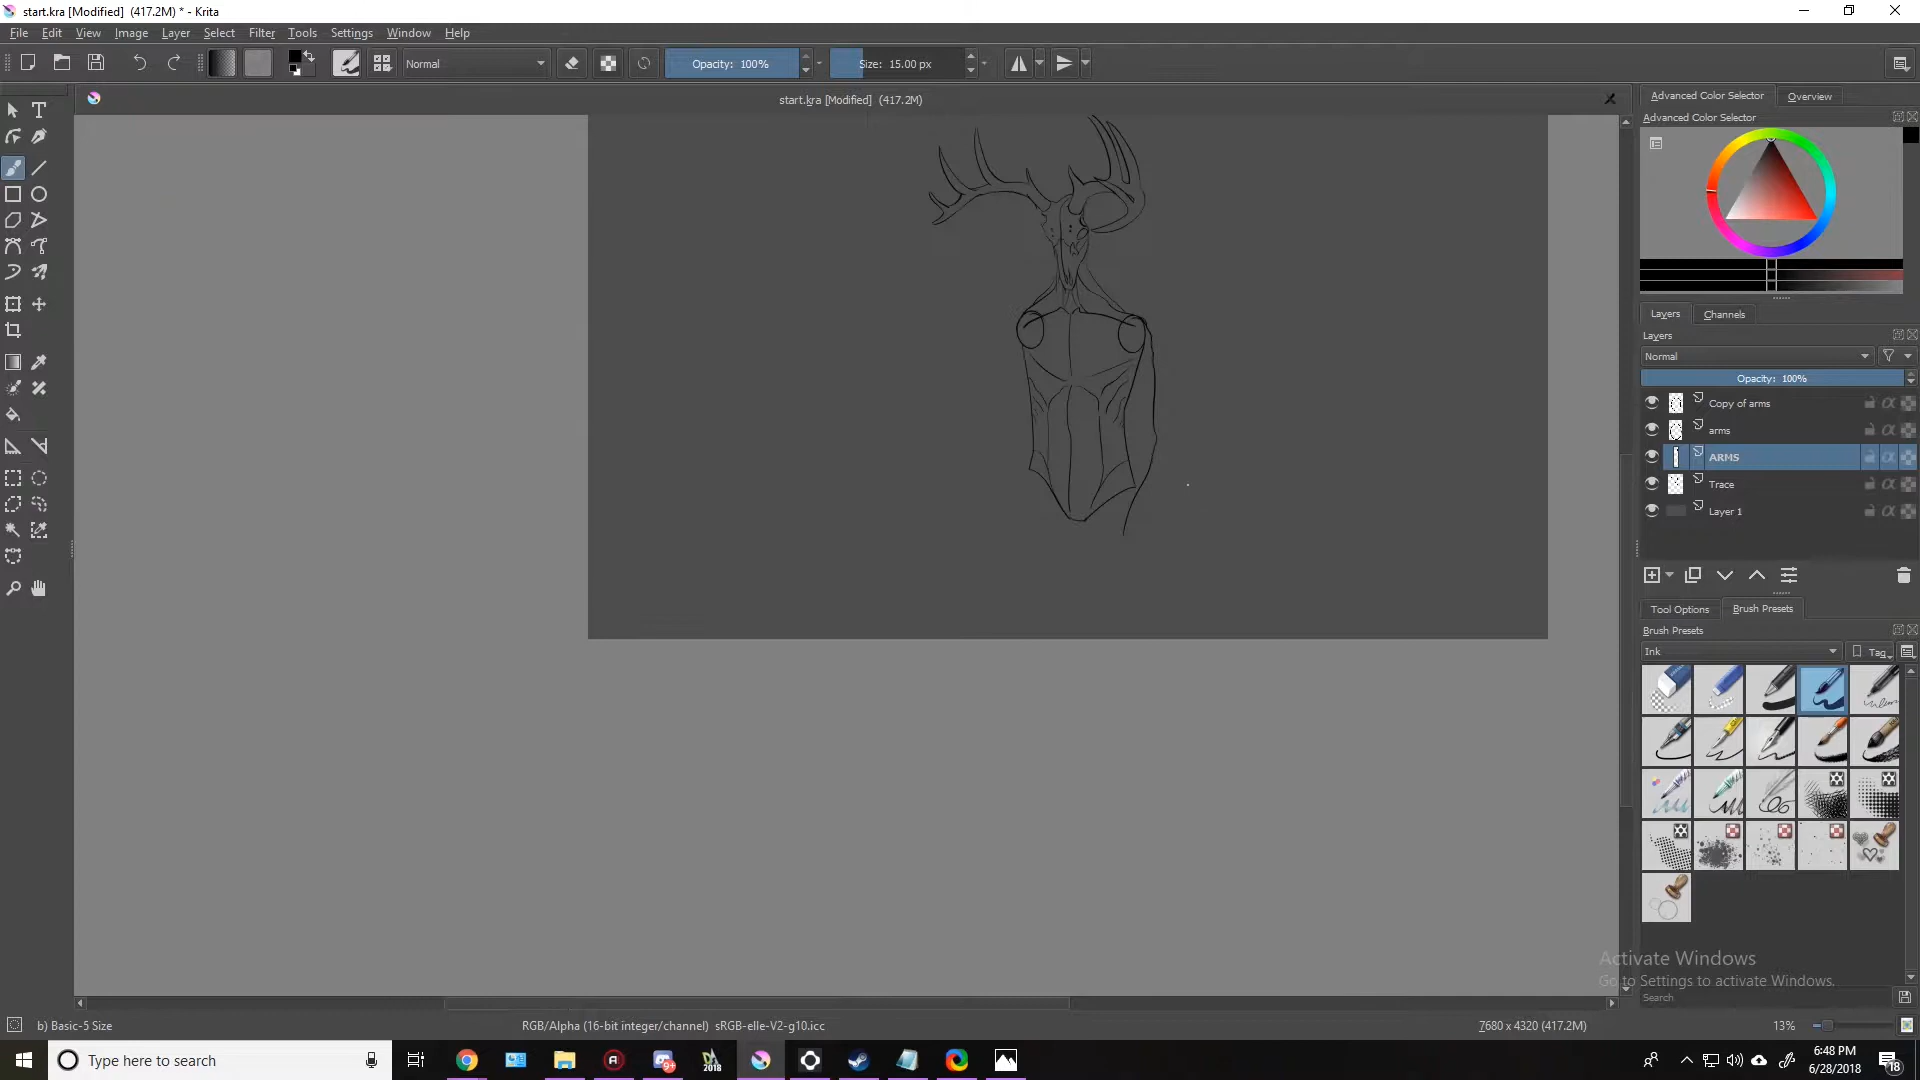 start.kra [Modified] (417.2M) * - Krita
File Edit View Image Layer Select Filter Tools Settings Window Help
Normal
Opacity: 100%
Size: 15.00 px
start.kra [Modified] (417.2M)
Advanced Color Selector
Overview
Advanced Color Selector
Layers
Channels
Layers
Normal
Opacity: 100%
Copy of arms
arms
ARMS
Trace
Layer 1
Tool Options
Brush Presets
Brush Presets
Ink
Tag
Activate Windows
Go to Settings to activate Windows.
Search
b) Basic-5 Size
RGB/Alpha (16-bit integer/channel) sRGB-elle-V2-g10.icc
7680 x 4320 (417.2M)
13%
Type here to search
9+
2018
6:48 PM
6/28/2018
18